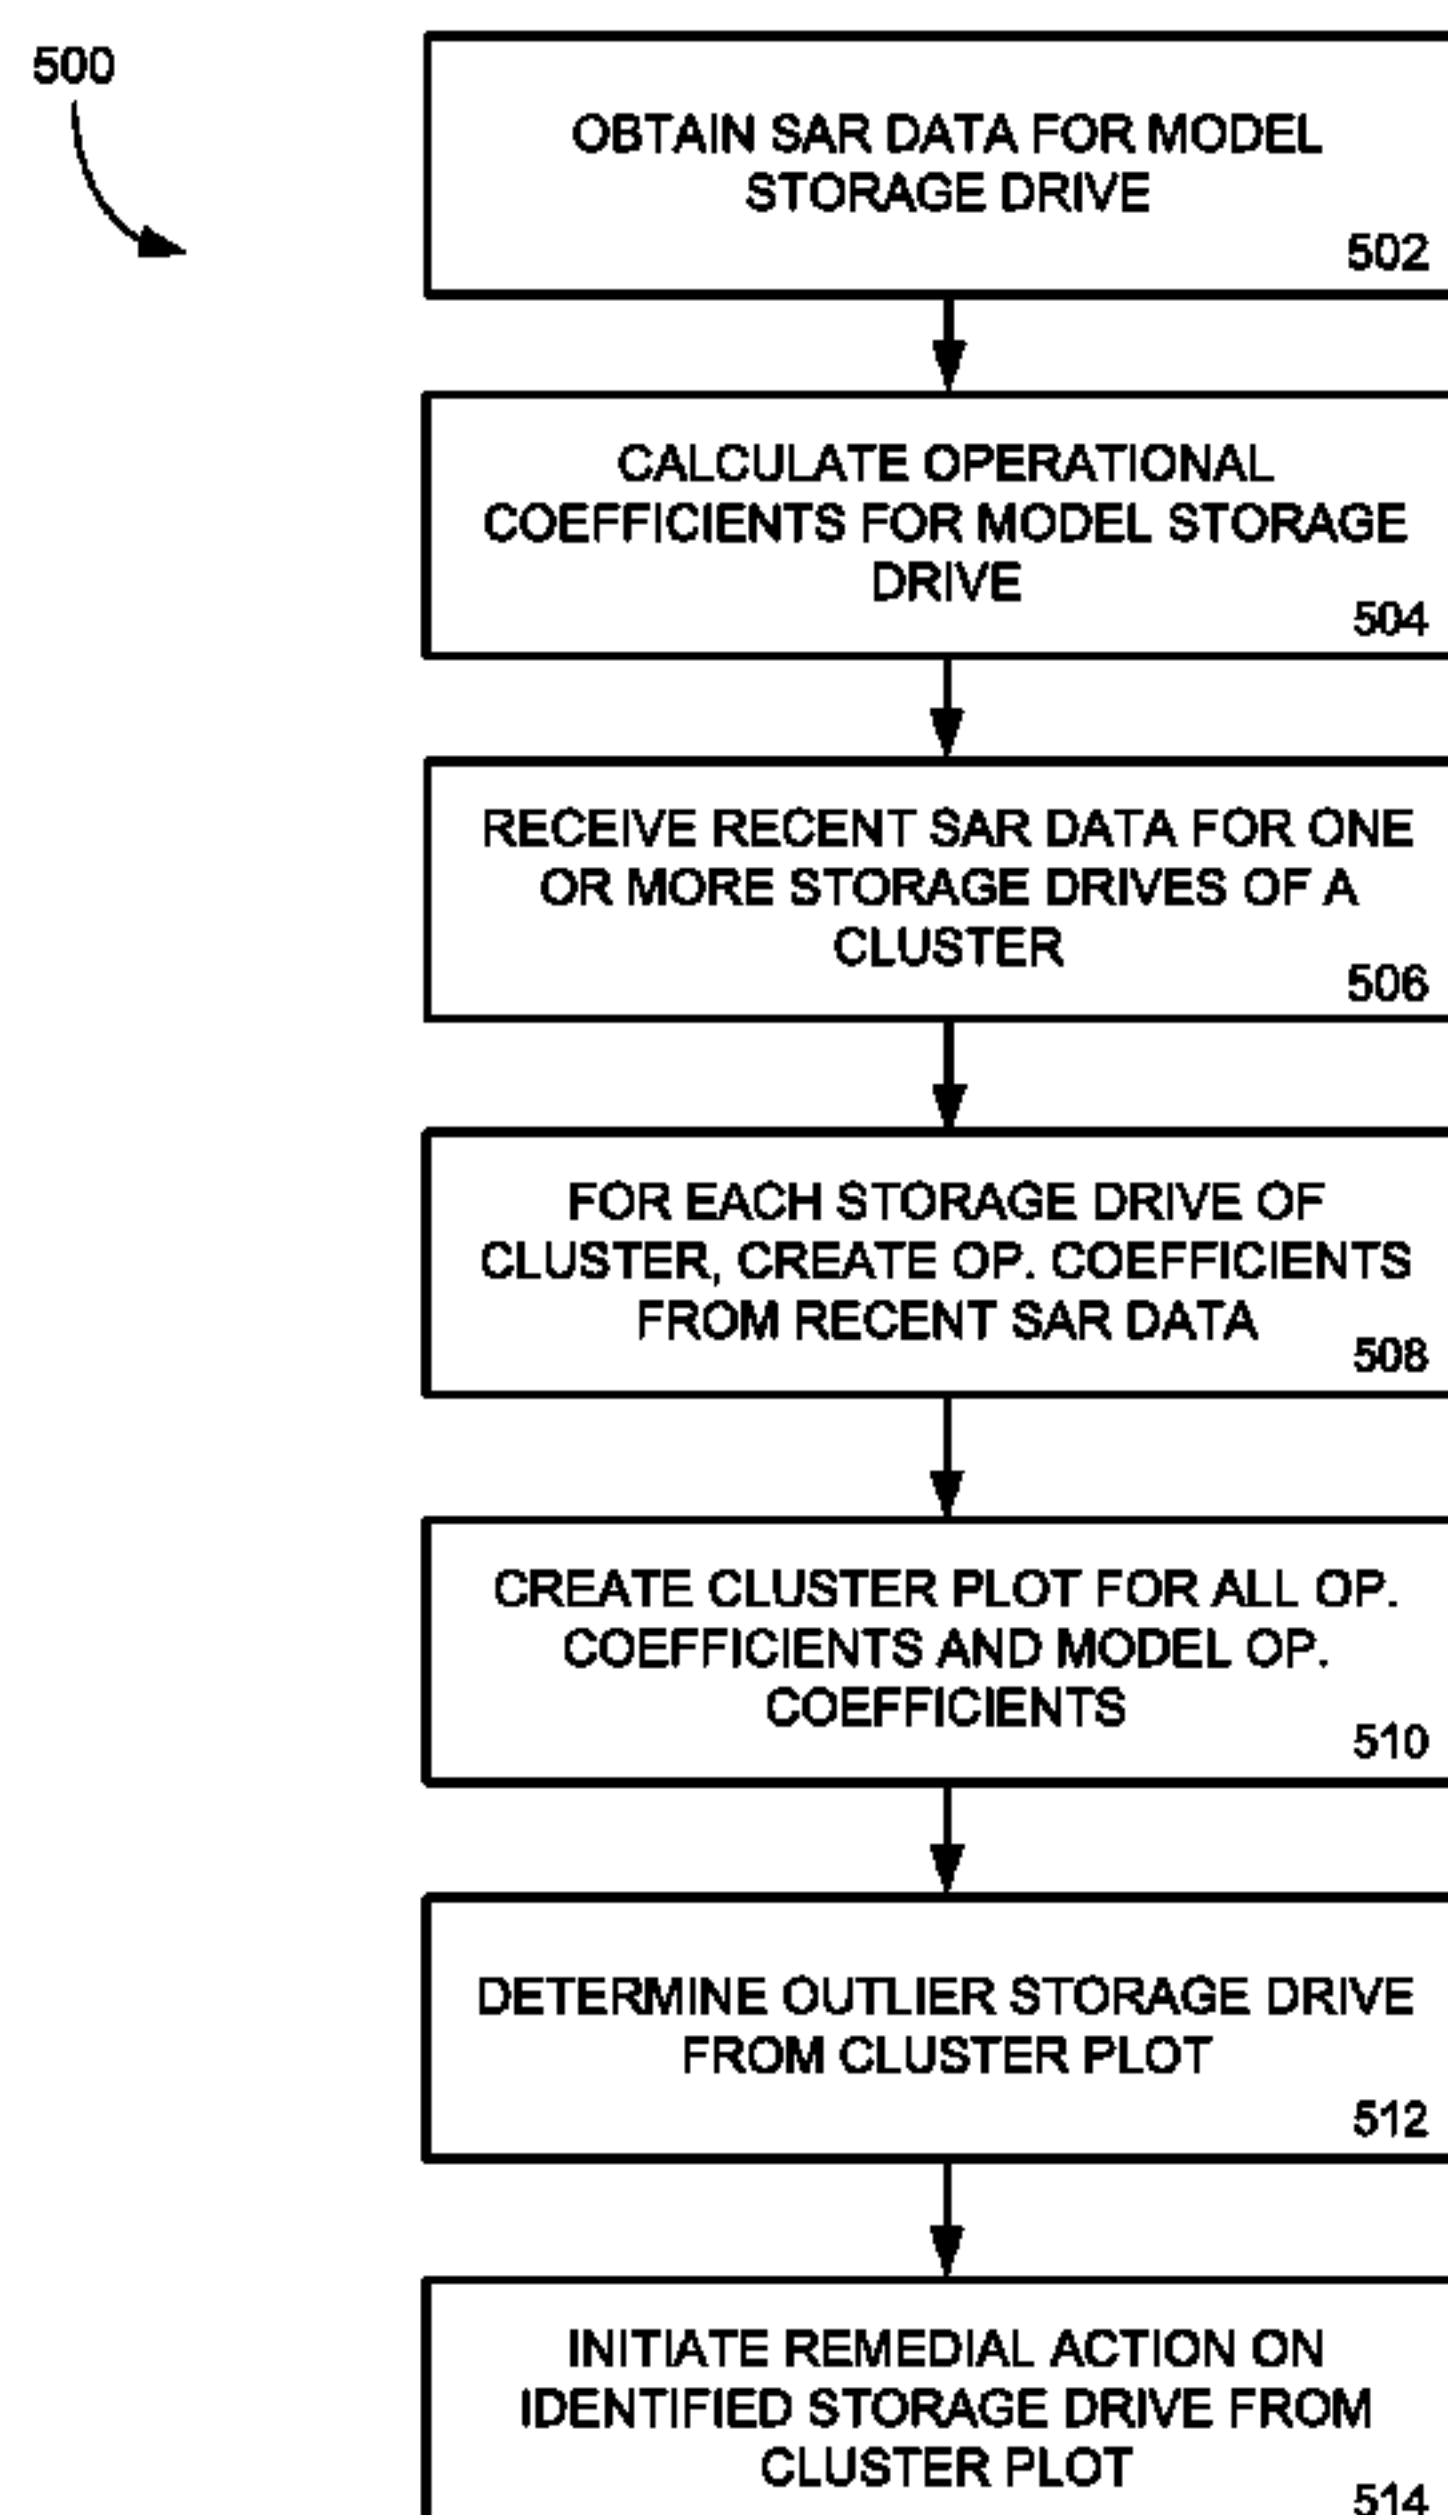 500
OBTAIN SAR DATA FOR MODEL
STORAGE DRIVE
502
CALCULATE OPERATIONAL
COEFFICIENTS FOR MODEL STORAGE
DRIVE
504
RECEIVE RECENT SAR DATA FOR ONE
OR MORE STORAGE DRIVES OF A
CLUSTER
506
FOR EACH STORAGE DRIVE OF
CLUSTER, CREATE OP. COEFFICIENTS
FROM RECENT SAR DATA
508
CREATE CLUSTER PLOT FOR ALL OP.
COEFFICIENTS AND MODEL OP.
COEFFICIENTS
510
DETERMINE OUTLIER STORAGE DRIVE
FROM CLUSTER PLOT
512
INITIATE REMEDIAL ACTION ON
IDENTIFIED STORAGE DRIVE FROM
CLUSTER PLOT
514